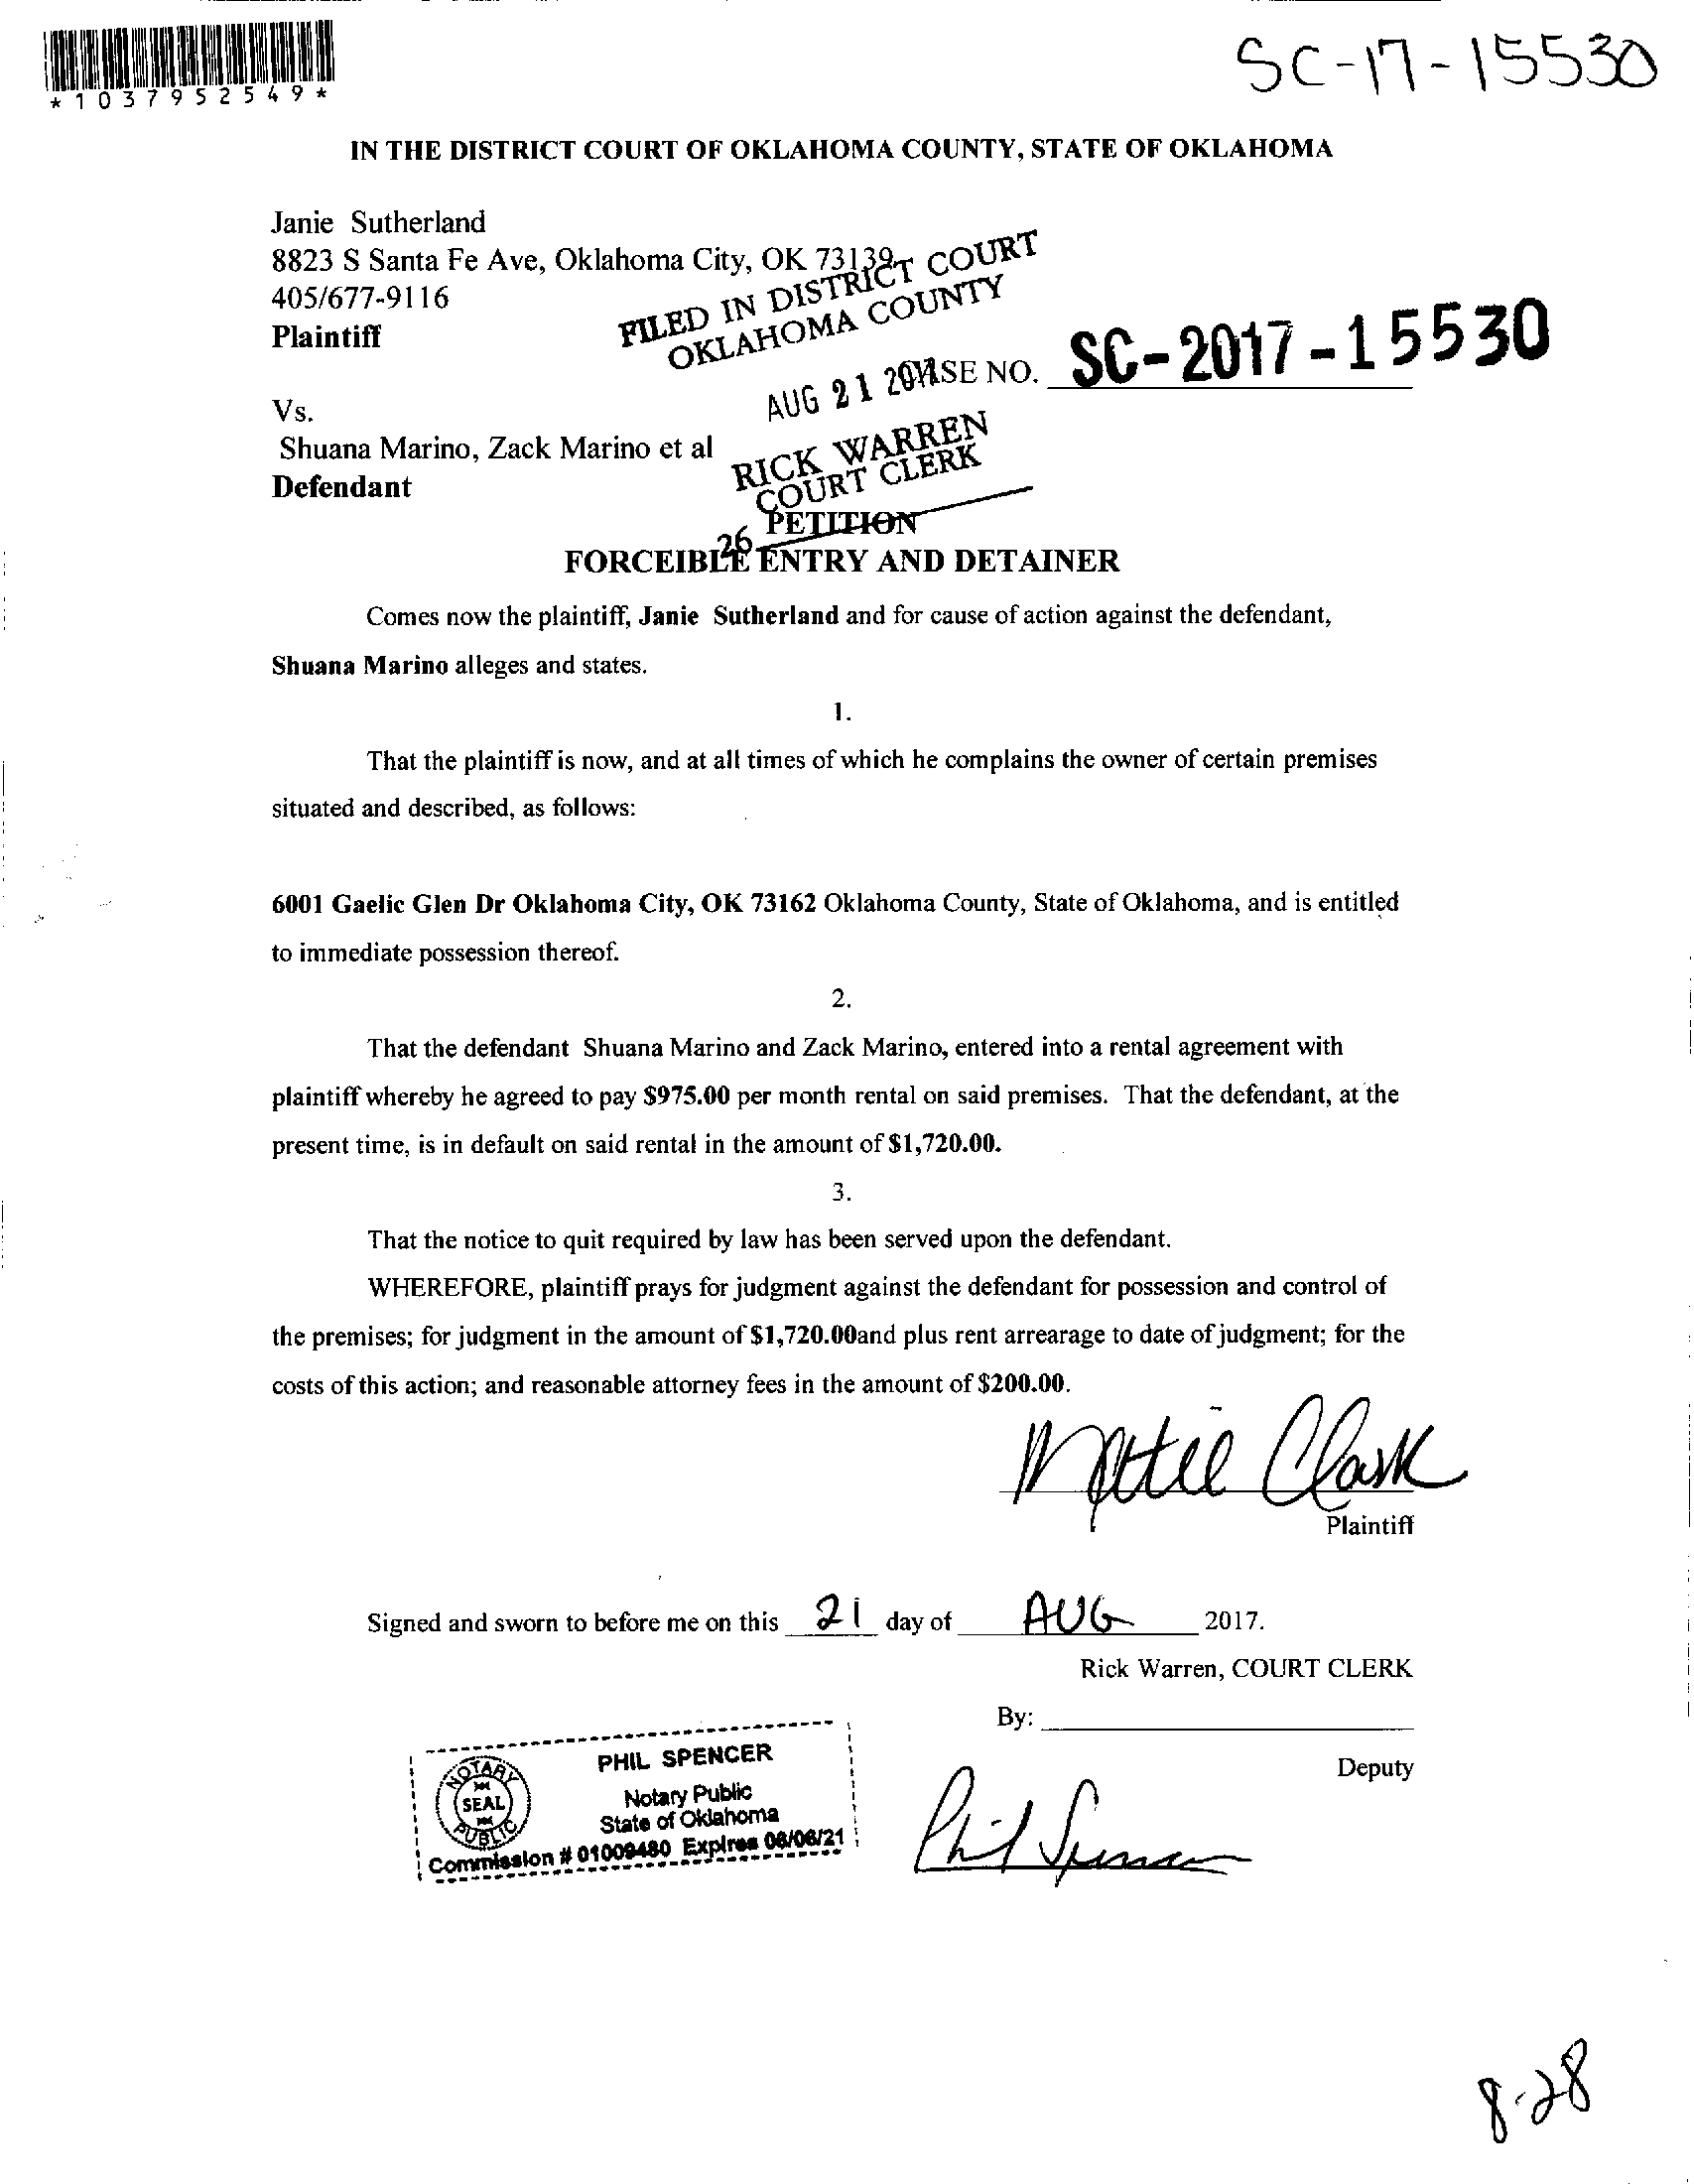 *1037952549*
SC-17-15530
IN THE DISTRICT COURT OF OKLAHOMA COUNTY, STATE OF OKLAHOMA
Janie Sutherland
8823 S Santa Fe Ave, Oklahoma City, OK 73139
405/677-9116
Plaintiff
FILED IN DISTRICT COURT
OKLAHOMA COUNTY
AUG 21 2017
CASE NO. SC-2017-15530
Vs.
Shuana Marino, Zack Marino et al
Defendant
RICK WARREN
COURT CLERK
26
PETITION
FORCEIBLE ENTRY AND DETAINER
Comes now the plaintiff, Janie Sutherland and for cause of action against the defendant,
Shuana Marino alleges and states.
1.
That the plaintiff is now, and at all times of which he complains the owner of certain premises
situated and described, as follows:
6001 Gaelic Glen Dr Oklahoma City, OK 73162 Oklahoma County, State of Oklahoma, and is entitled
to immediate possession thereof.
2.
That the defendant Shuana Marino and Zack Marino, entered into a rental agreement with
plaintiff whereby he agreed to pay $975.00 per month rental on said premises. That the defendant, at the
present time, is in default on said rental in the amount of $1,720.00.
3.
That the notice to quit required by law has been served upon the defendant.
WHEREFORE, plaintiff prays for judgment against the defendant for possession and control of
the premises; for judgment in the amount of $1,720.00and plus rent arrearage to date of judgment; for the
costs of this action; and reasonable attorney fees in the amount of $200.00.
Mattie Clark
Plaintiff
Signed and sworn to before me on this 21 day of AUG 2017.
Rick Warren, COURT CLERK
By:
Deputy
NOTARY
SEAL
PUBLIC
PHIL SPENCER
Notary Public
State of Oklahoma
Commission # 01009480 Expires 06/06/21
Phil Spencer
8-28